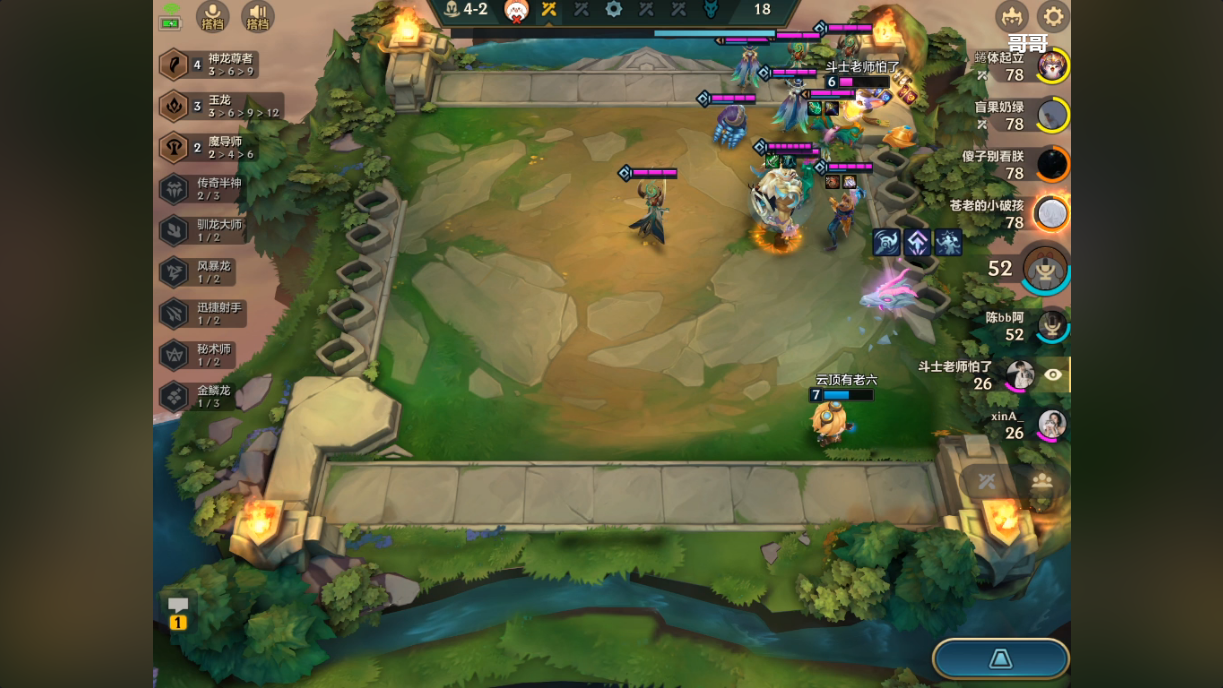 搭档
搭档
4-2
18
哥哥
4
神龙尊者
3 > 6 > 9
3
玉龙
3 > 6 > 9 > 12
2
魔导师
2 > 4 > 6
传奇半神
2 / 3
驯龙大师
1 / 2
风暴龙
1 / 2
迅捷射手
1 / 2
秘术师
1 / 2
金鳞龙
1 / 3
斗士老师怕了
6
云顶有老六
7
蜷体起立
78
盲果奶绿
78
傻子别看朕
78
苍老的小破孩
78
52
陈bb阿
52
斗士老师怕了
26
xinA_
26
1